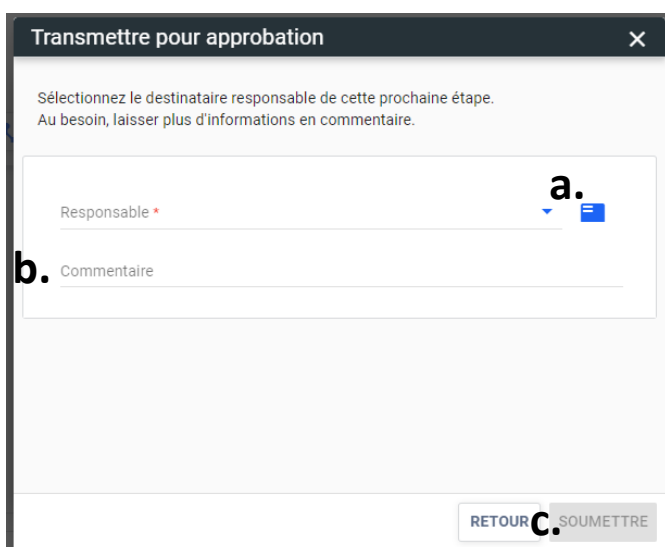 Transmettre pour approbation
Sélectionnez le destinataire responsable de cette prochaine étape.
Au besoin, laisser plus d'informations en commentaire.
a.
Responsable *
b.
Commentaire
RETOUR c. SOUMETTRE